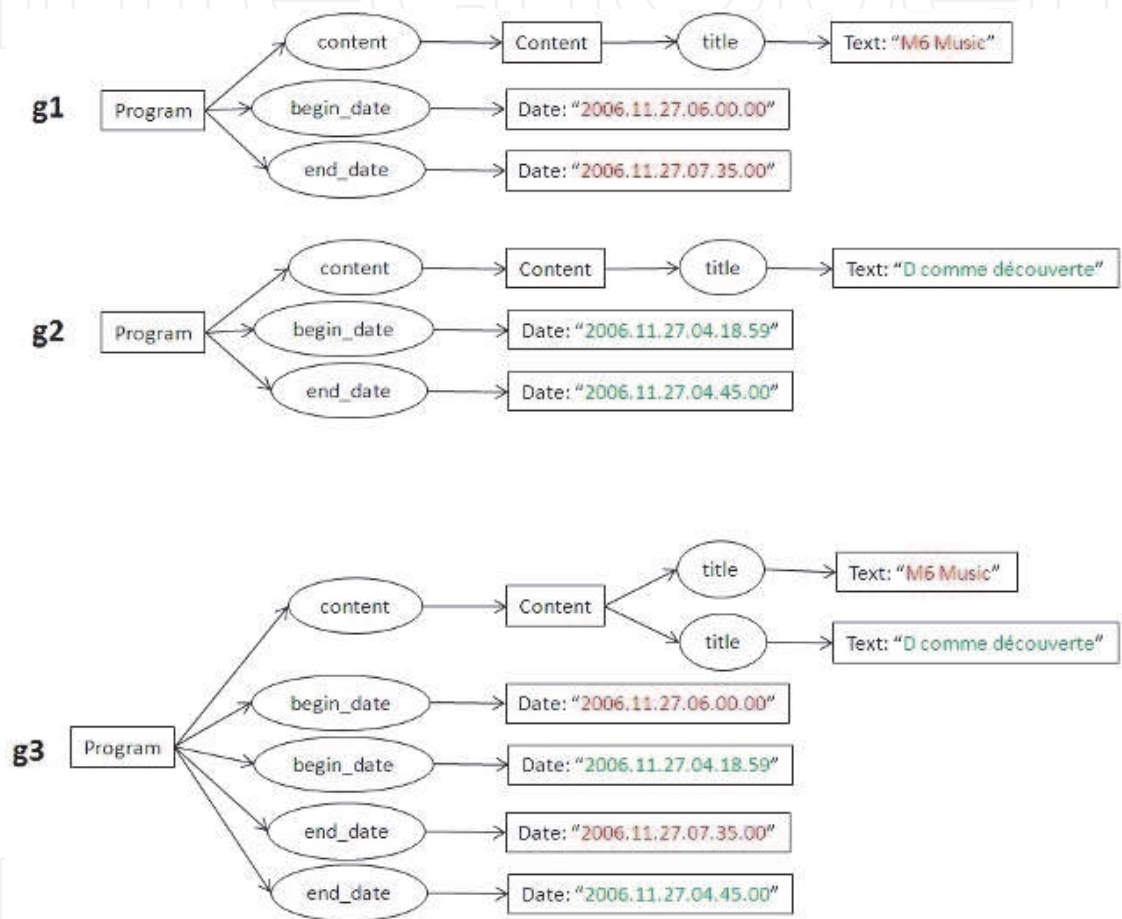 content Content title Text: "M6 Music"
g1 Program begin_date Date: "2006.11.27.06.00.00"
end_date Date: "2006.11.27.07.35.00"
content Content title Text: "D comme découverte"
g2 Program begin_date Date: "2006.11.27.04.18.59"
end_date Date: "2006.11.27.04.45.00"
title Text: "M6 Music"
content Content
title Text: "D comme découverte"
begin_date Date: "2006.11.27.06.00.00"
g3 Program
begin_date Date: "2006.11.27.04.18.59"
end_date Date: "2006.11.27.07.35.00"
end_date Date: "2006.11.27.04.45.00"